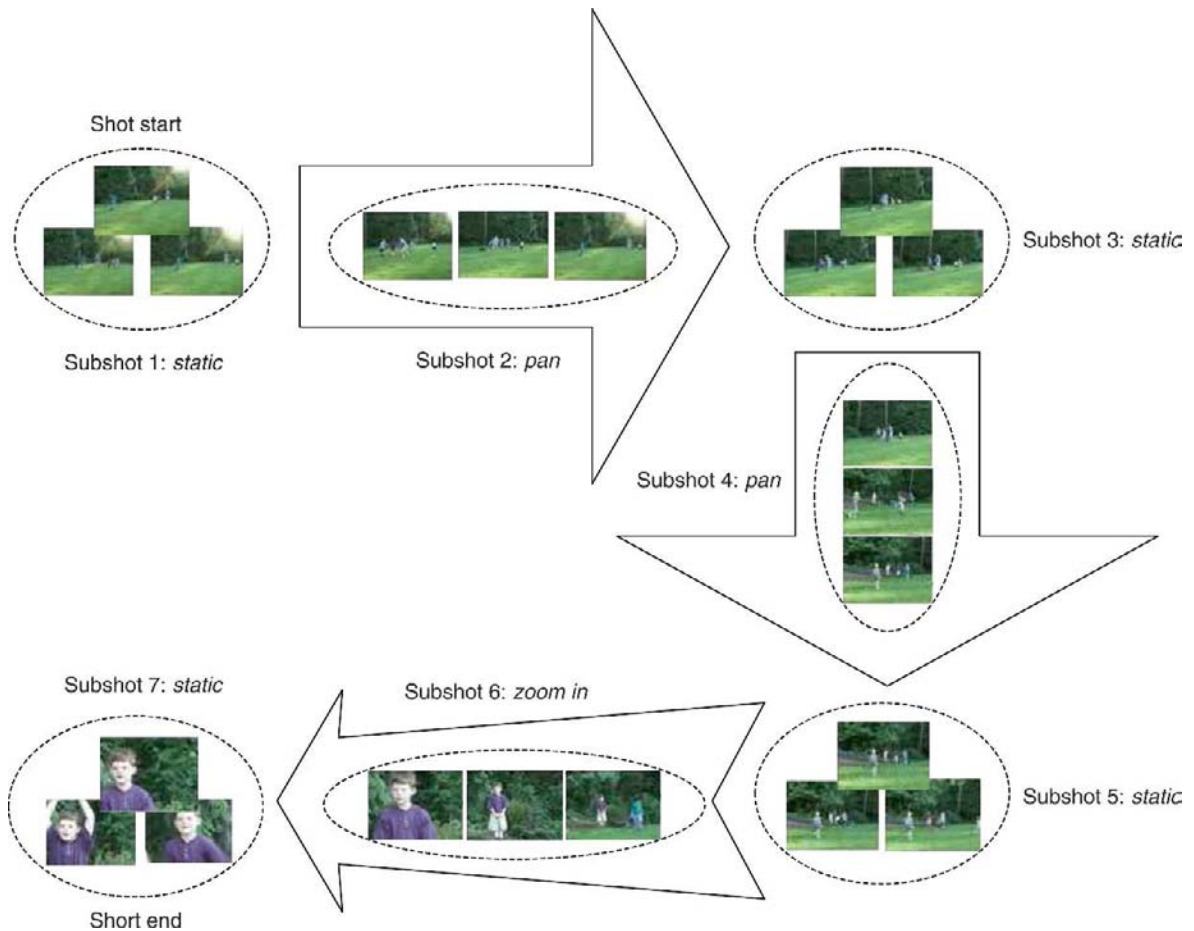 Shot start
Subshot 1: static
Subshot 2: pan
Subshot 3: static
Subshot 4: pan
Subshot 5: static
Subshot 6: zoom in
Subshot 7: static
Short end